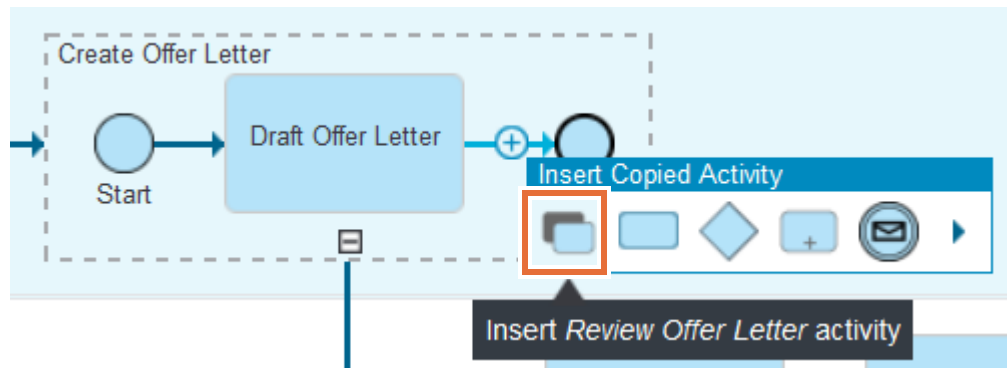 Create Offer Letter
Draft Offer Letter
Start
Insert Copied Activity
Insert Review Offer Letter activity